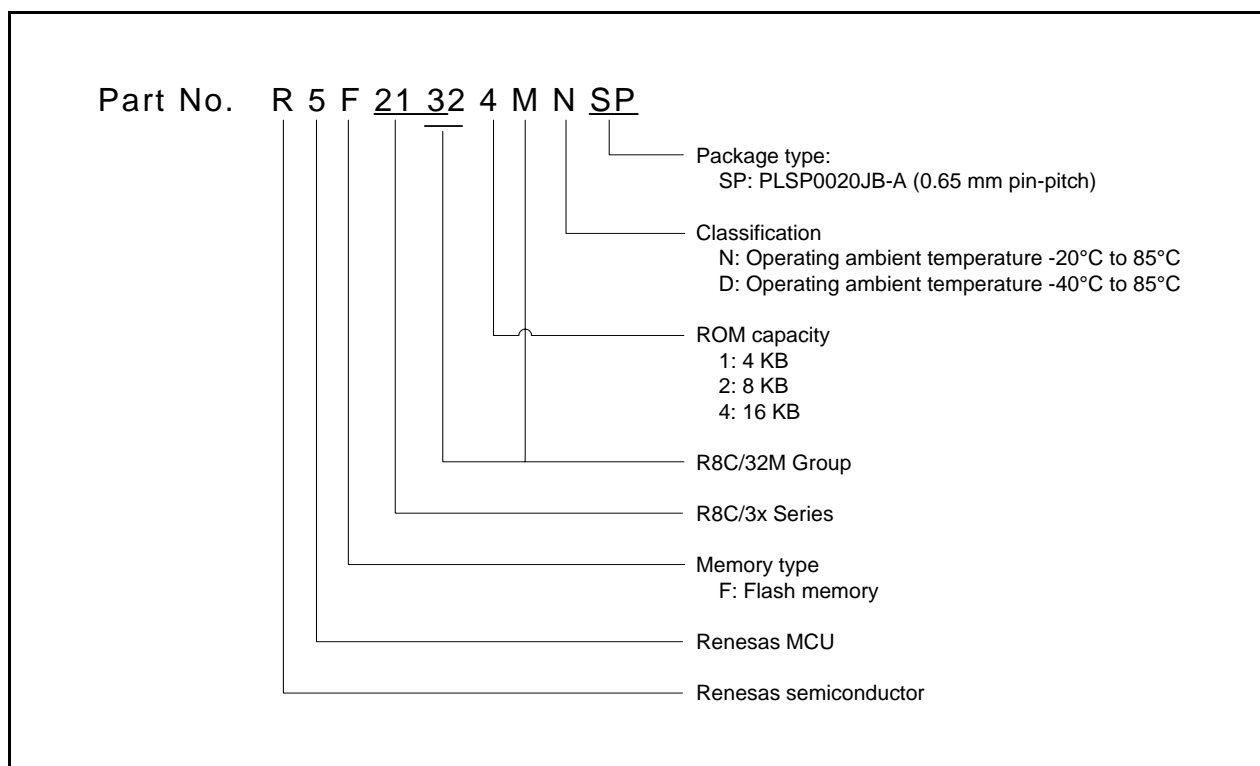 Part No. R 5 F 21 32 4 M N SP
Package type:
SP: PLSP0020JB-A (0.65 mm pin-pitch)
Classification
N: Operating ambient temperature -20°C to 85°C
D: Operating ambient temperature -40°C to 85°C
ROM capacity
1: 4 KB
2: 8 KB
4: 16 KB
R8C/32M Group
R8C/3x Series
Memory type
F: Flash memory
Renesas MCU
Renesas semiconductor